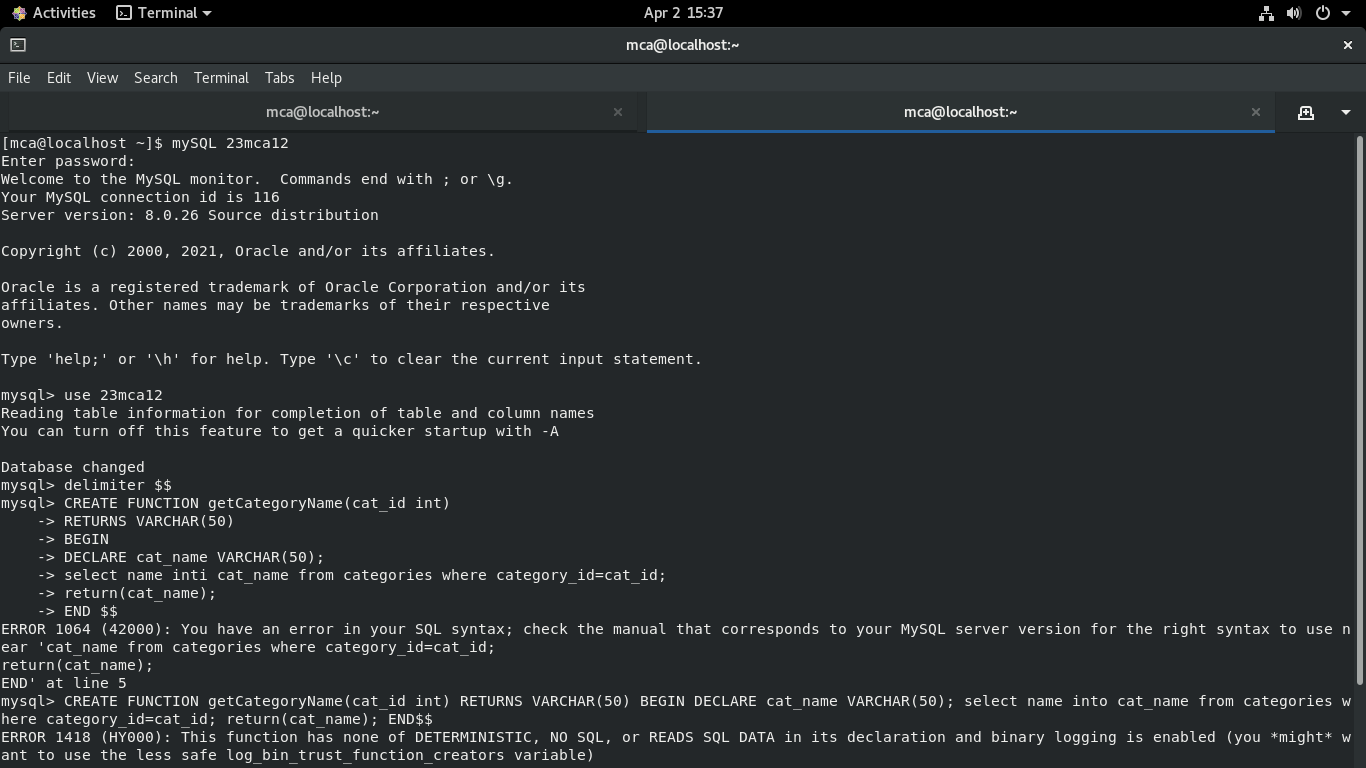 Activities Terminal Apr 2 15:37
mca@localhost:~
File Edit View Search Terminal Tabs Help
mca@localhost:~ mca@localhost:~
[mca@localhost ~]$ mySQL 23mca12
Enter password:
Welcome to the MySQL monitor.  Commands end with ; or \g.
Your MySQL connection id is 116
Server version: 8.0.26 Source distribution
Copyright (c) 2000, 2021, Oracle and/or its affiliates.
Oracle is a registered trademark of Oracle Corporation and/or its
affiliates. Other names may be trademarks of their respective
owners.
Type 'help;' or '\h' for help. Type '\c' to clear the current input statement.
mysql> use 23mca12
Reading table information for completion of table and column names
You can turn off this feature to get a quicker startup with -A
Database changed
mysql> delimiter $$
mysql> CREATE FUNCTION getCategoryName(cat_id int)
    -> RETURNS VARCHAR(50)
    -> BEGIN
    -> DECLARE cat_name VARCHAR(50);
    -> select name inti cat_name from categories where category_id=cat_id;
    -> return(cat_name);
    -> END $$
ERROR 1064 (42000): You have an error in your SQL syntax; check the manual that corresponds to your MySQL server version for the right syntax to use n
ear 'cat_name from categories where category_id=cat_id;
return(cat_name);
END' at line 5
mysql> CREATE FUNCTION getCategoryName(cat_id int) RETURNS VARCHAR(50) BEGIN DECLARE cat_name VARCHAR(50); select name into cat_name from categories w
here category_id=cat_id; return(cat_name); END$$
ERROR 1418 (HY000): This function has none of DETERMINISTIC, NO SQL, or READS SQL DATA in its declaration and binary logging is enabled (you *might* w
ant to use the less safe log_bin_trust_function_creators variable)